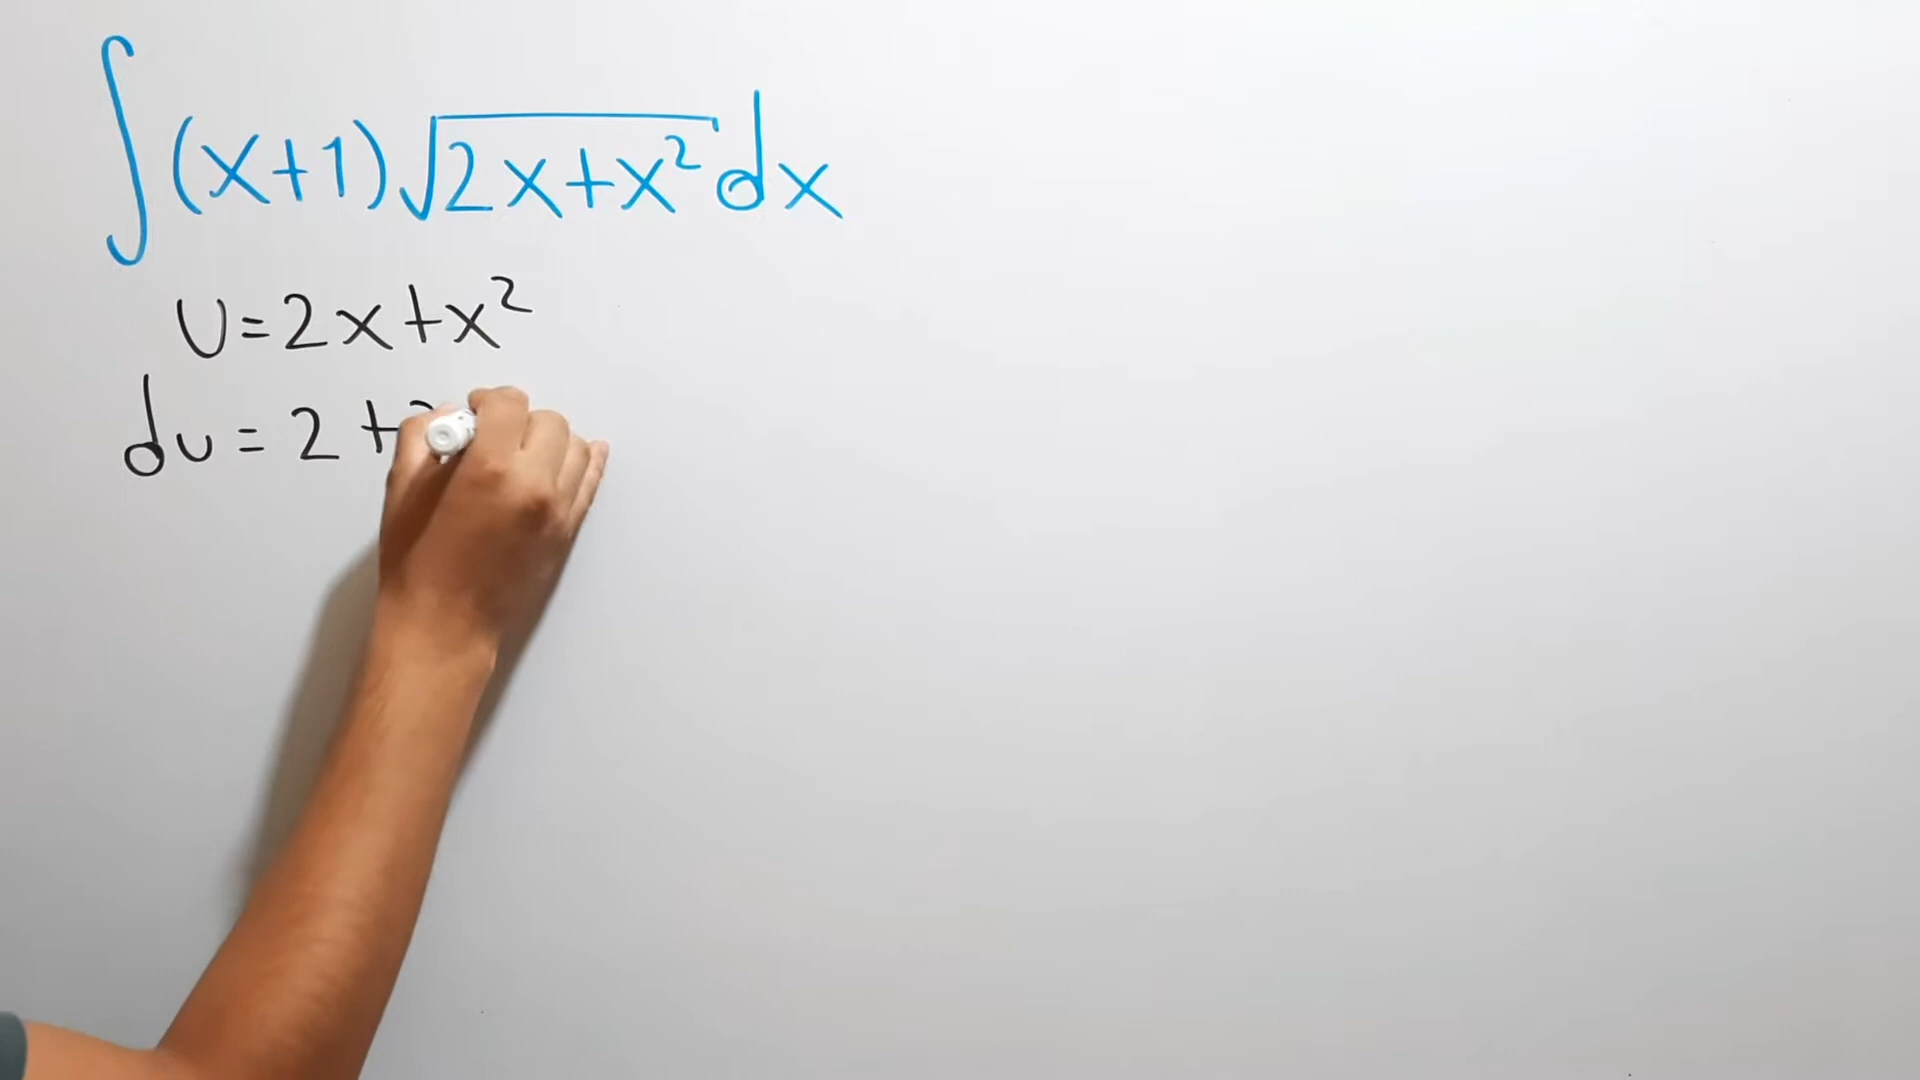 ∫(x+1)√(2x+x²) dx
U=2x+x²
du = 2 +